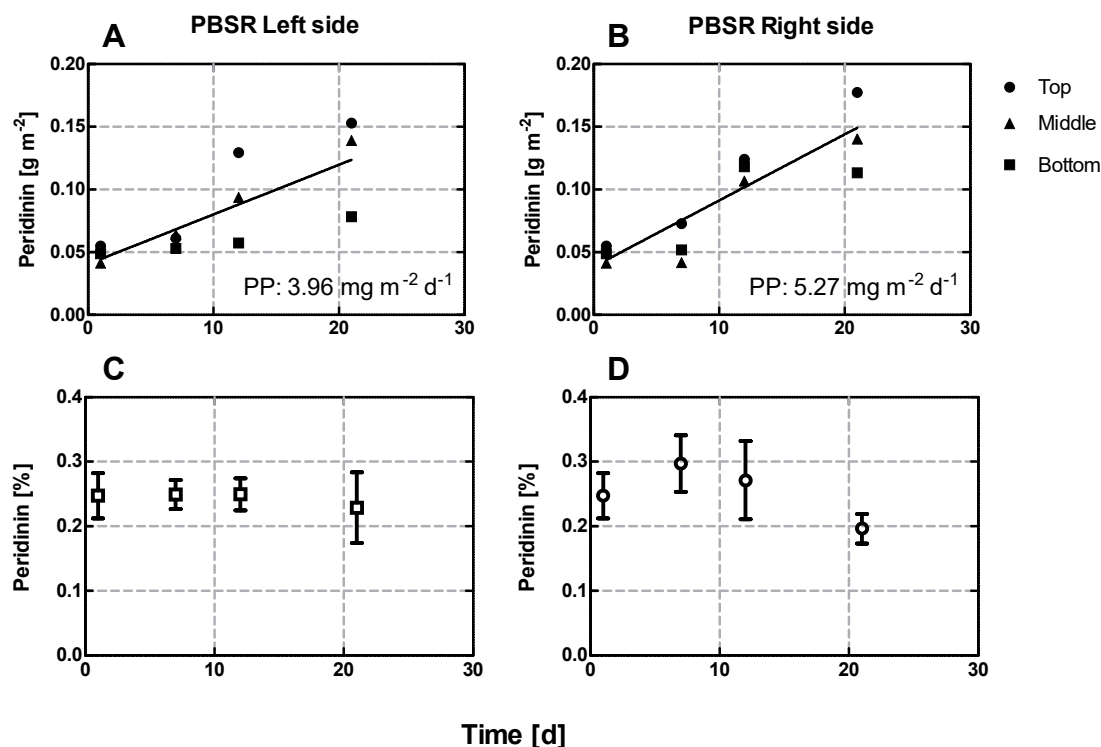 PBSR Left side
PBSR Right side
A
B
Peridinin [g m⁻²]
0.20
0.15
0.10
0.05
0.00
0
10
20
30
PP: 3.96 mg m⁻² d⁻¹
Peridinin [g m⁻²]
0.20
0.15
0.10
0.05
0.00
0
10
20
30
PP: 5.27 mg m⁻² d⁻¹
Top
Middle
Bottom
C
D
Peridinin [%]
0.4
0.3
0.2
0.1
0.0
0
10
20
30
Peridinin [%]
0.4
0.3
0.2
0.1
0.0
0
10
20
30
Time [d]